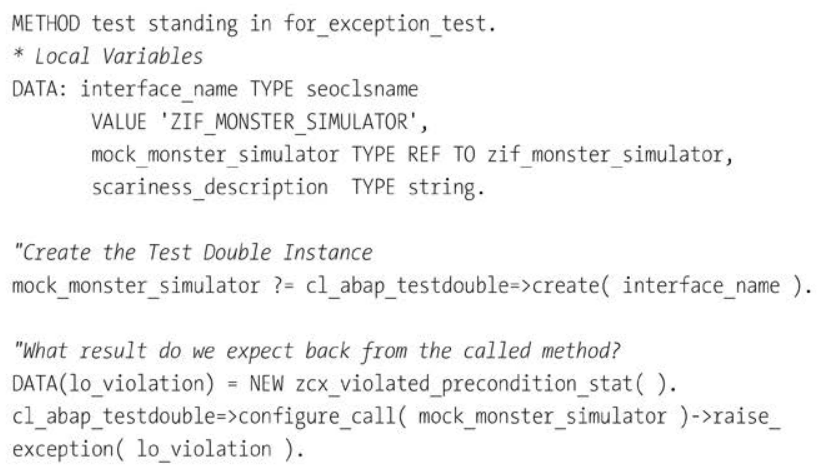 METHOD test standing in for_exception_test.
* Local Variables
DATA: interface_name TYPE seoclsname
VALUE 'ZIF_MONSTER_SIMULATOR',
mock_monster_simulator TYPE REF TO zif_monster_simulator,
scariness_description TYPE string.
"Create the Test Double Instance
mock_monster_simulator ?= cl_abap_testdouble=>create( interface_name ).
"What result do we expect back from the called method?
DATA(lo_violation) = NEW zcx_violated_precondition_stat( ).
cl_abap_testdouble=>configure_call( mock_monster_simulator )->raise_
exception( lo_violation ).